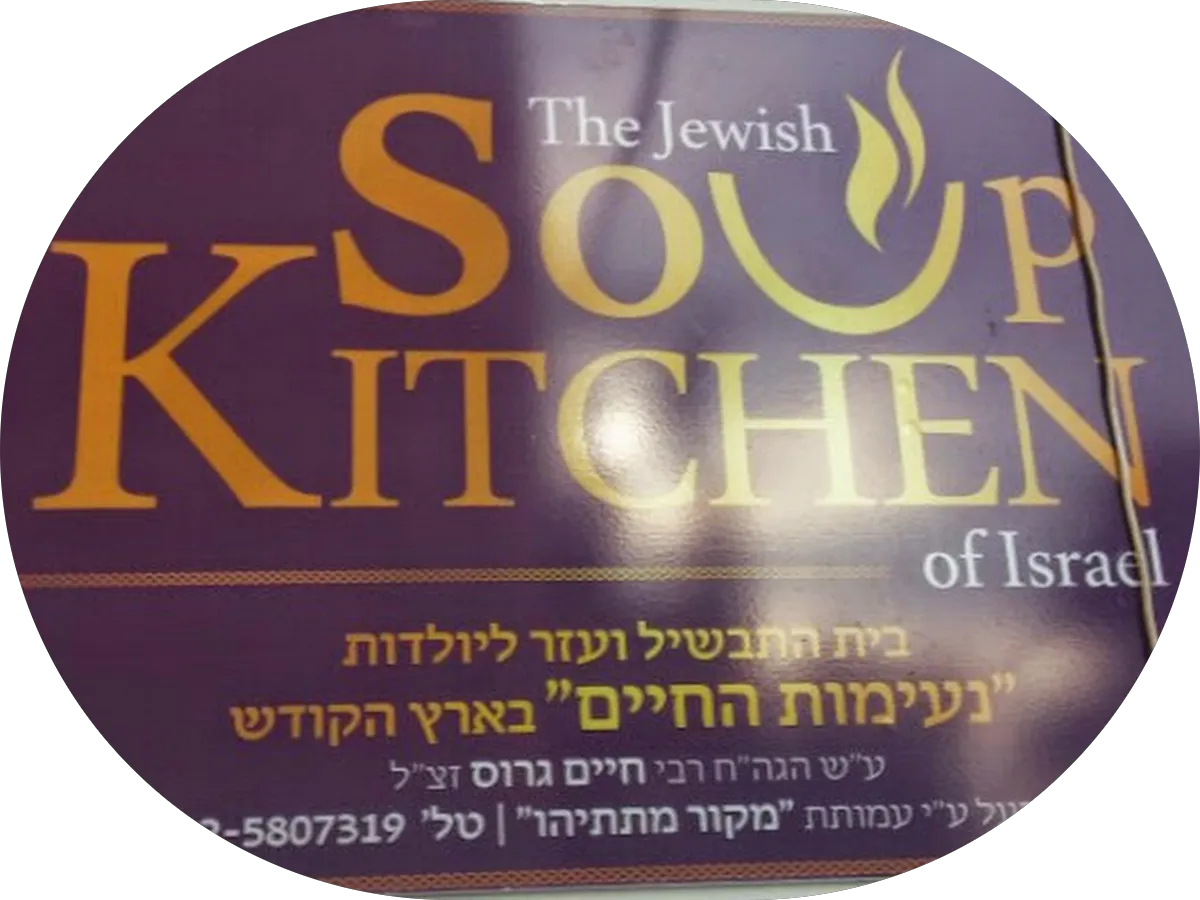 The Jewish
Soup
KITCHEN
of Israel
בית התבשיל ועזר ליולדות
"נעימות החיים" בארץ הקודש
ע"ש הגה"ח רבי חיים גרוס זצ"ל
ע"י עמותת "מקור מתתיהו" | טל' 2-5807319